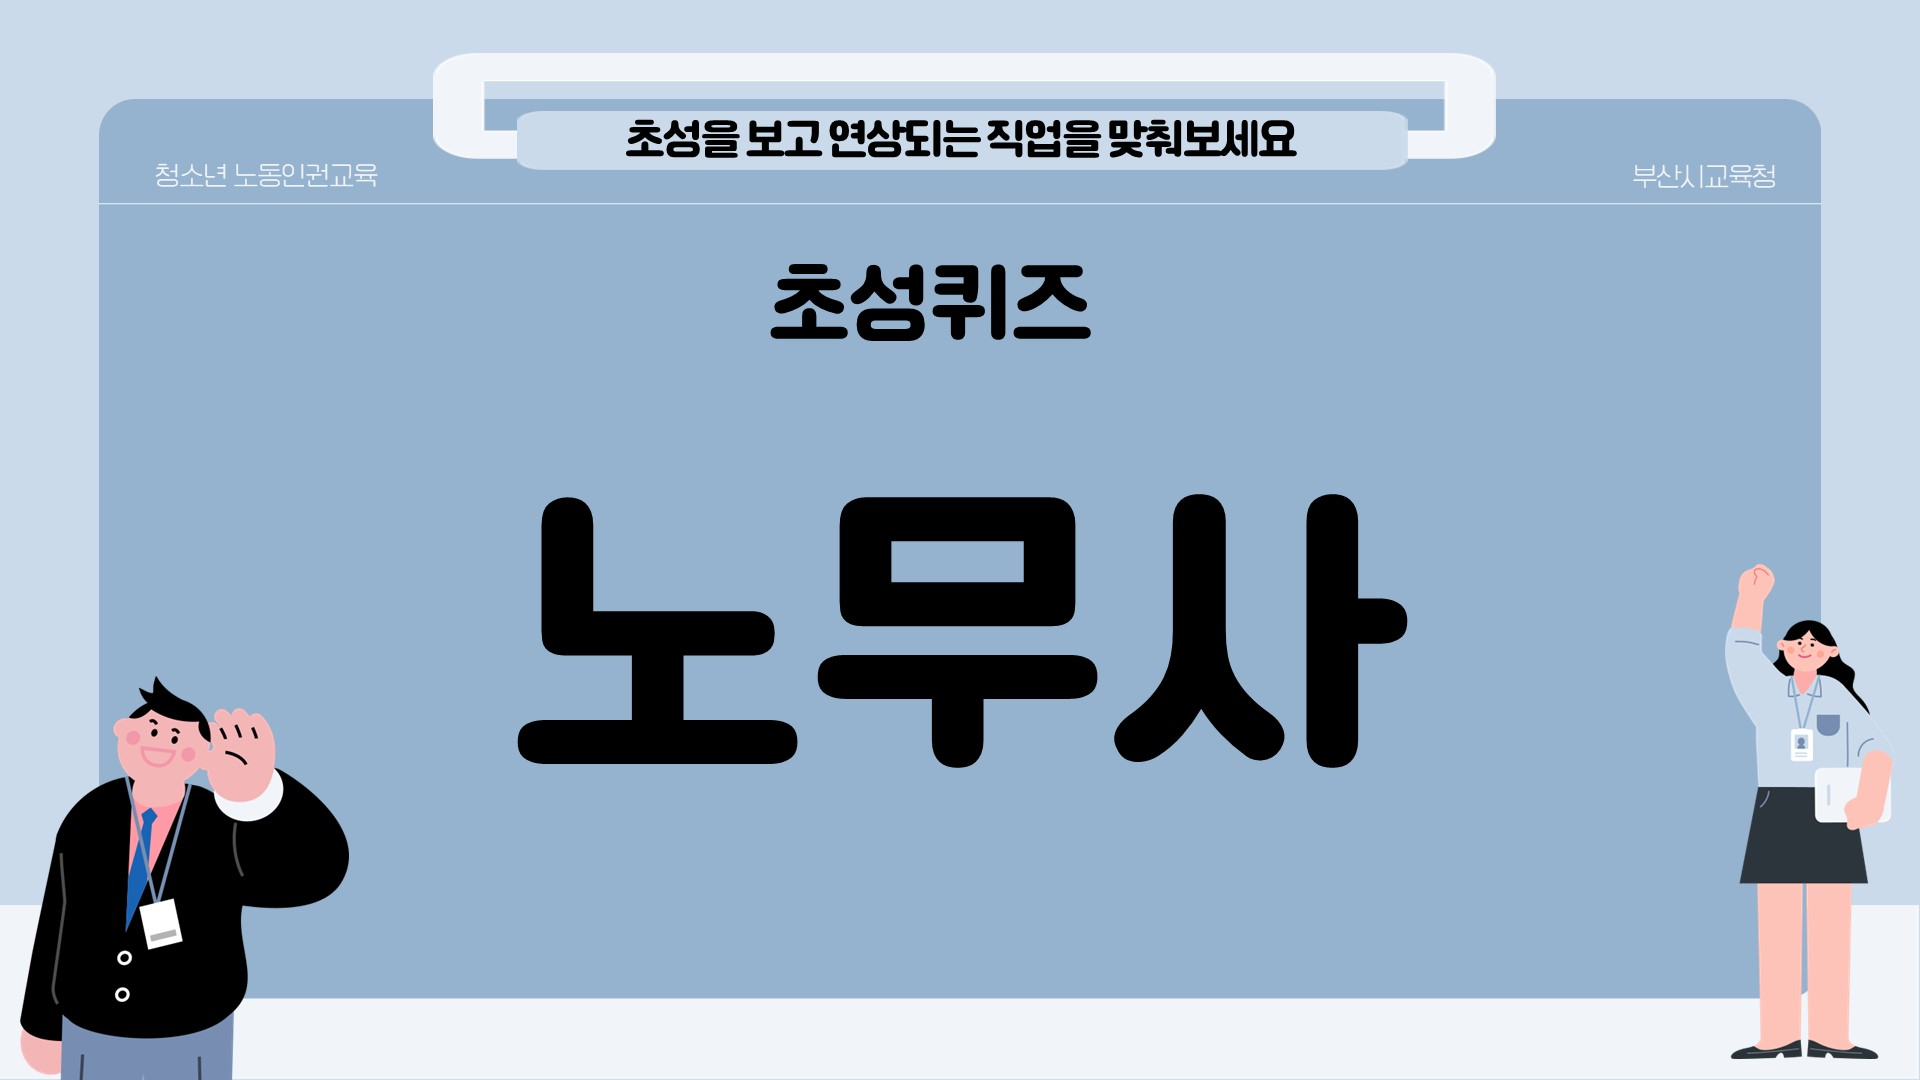 초성을 보고 연상되는 직업을 맞춰보세요
청소년 노동인권교육
부산시교육청
초성퀴즈
노무사